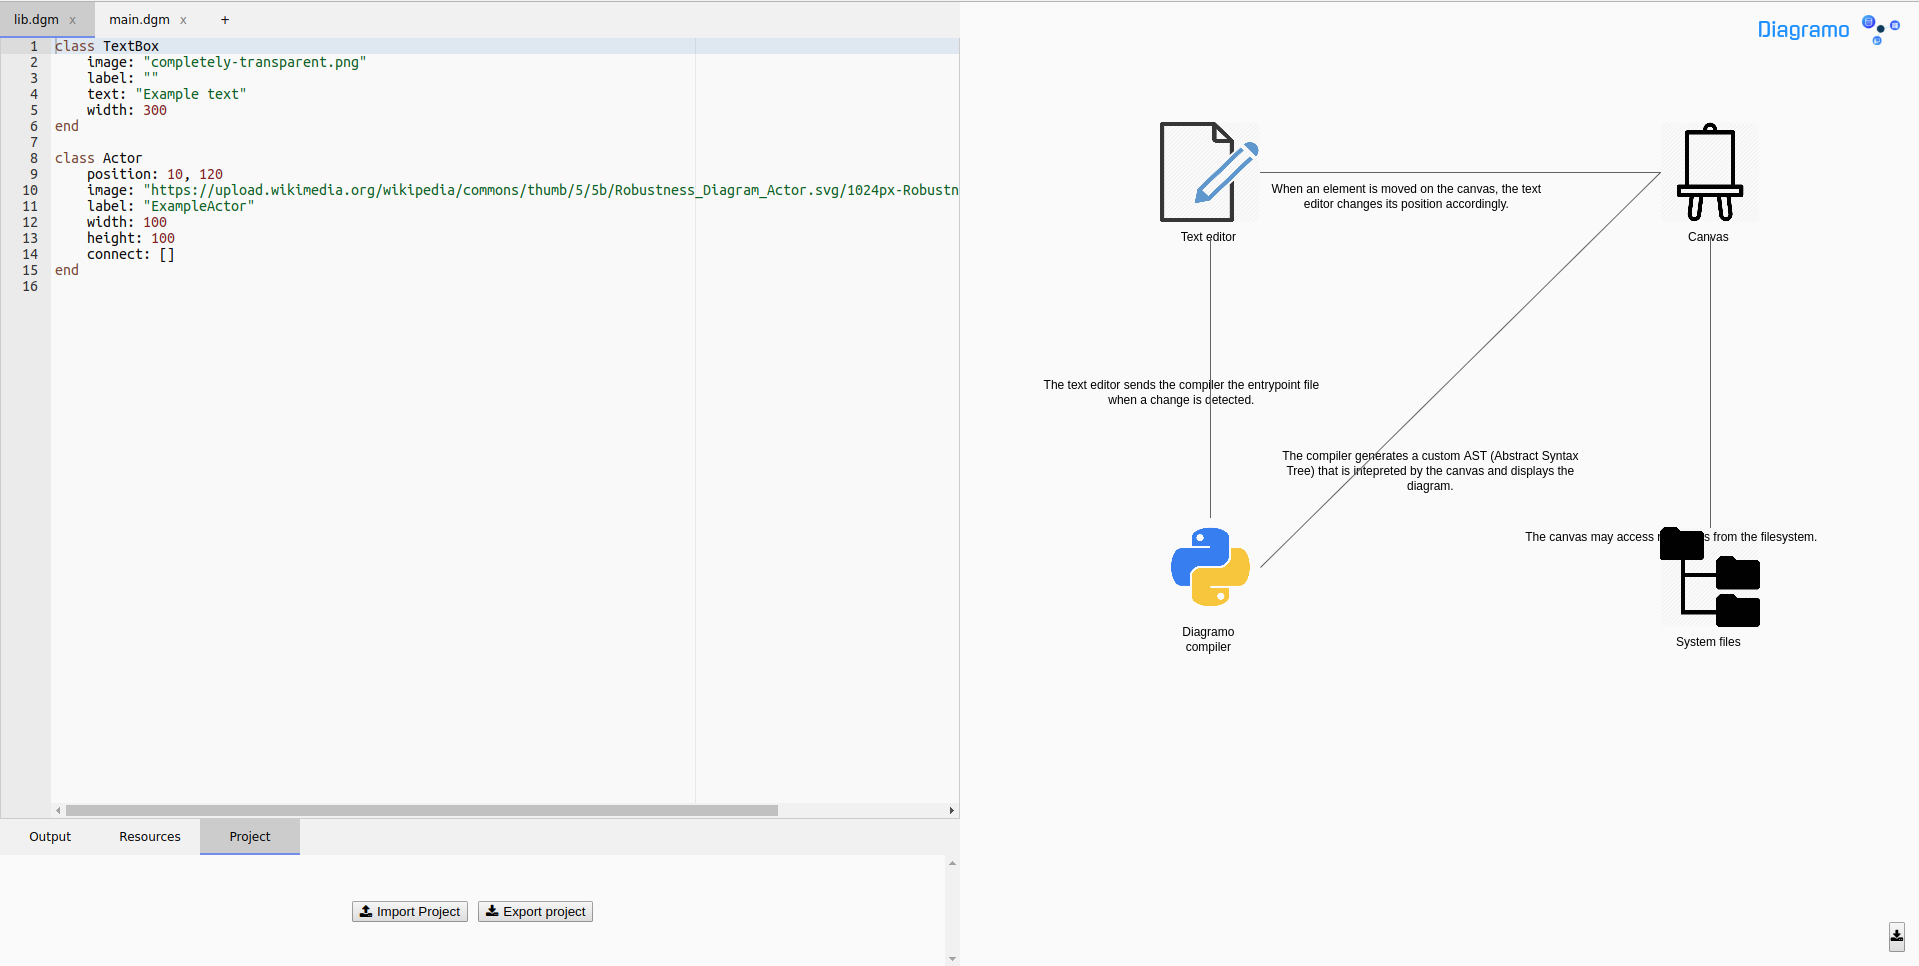 lib.dgm x main.dgm x +
1 class TextBox
2 image: "completely-transparent.png"
3 label: ""
4 text: "Example text"
5 width: 300
6 end
7
8 class Actor
9 position: 10, 120
10 image: "https://upload.wikimedia.org/wikipedia/commons/thumb/5/5b/Robustness_Diagram_Actor.svg/1024px-Robustn
11 label: "ExampleActor"
12 width: 100
13 height: 100
14 connect: []
15 end
16
Output Resources Project
Import Project Export project
Diagramo
When an element is moved on the canvas, the text
editor changes its position accordingly.
Text editor
Canvas
The text editor sends the compiler the entrypoint file
when a change is detected.
The compiler generates a custom AST (Abstract Syntax
Tree) that is intepreted by the canvas and displays the
diagram.
The canvas may access from the filesystem.
Diagramo
compiler
System files